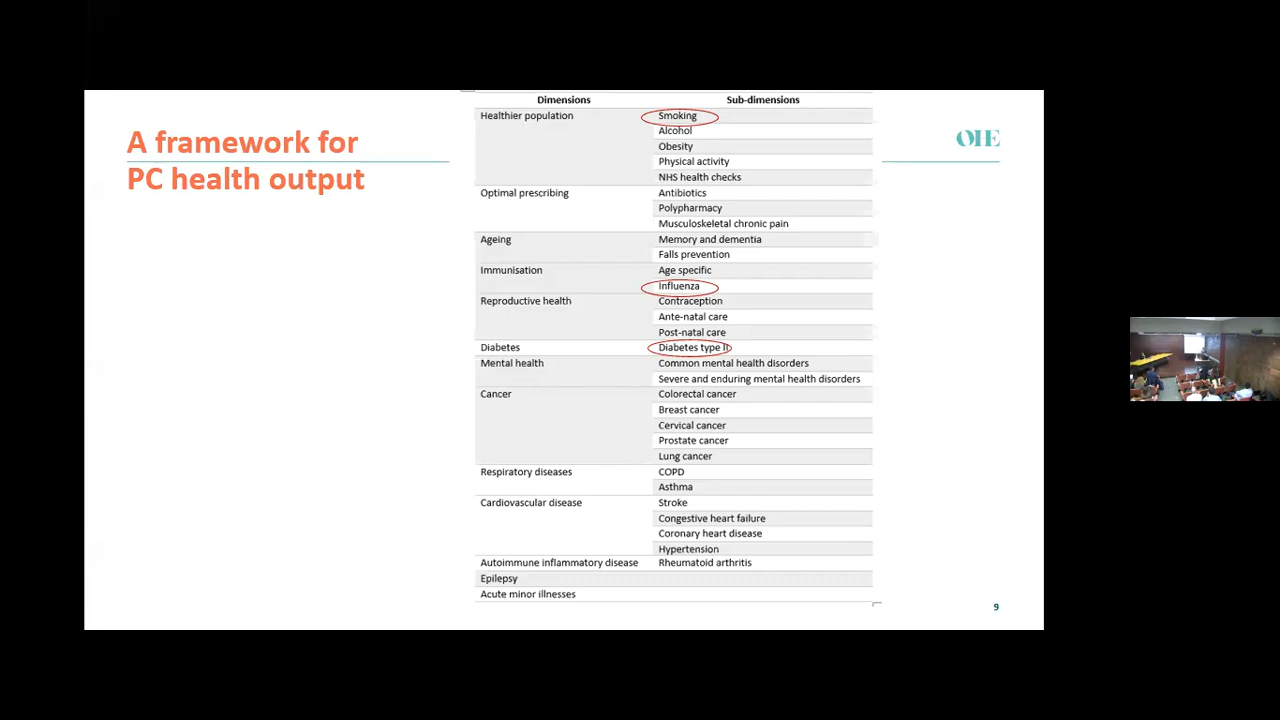 A framework for
PC health output
OHE
Dimensions Sub-dimensions
Healthier population Smoking
Alcohol
Obesity
Physical activity
NHS health checks
Optimal prescribing Antibiotics
Polypharmacy
Musculoskeletal chronic pain
Ageing Memory and dementia
Falls prevention
Immunisation Age specific
Influenza
Reproductive health Contraception
Ante-natal care
Post-natal care
Diabetes Diabetes type II
Mental health Common mental health disorders
Severe and enduring mental health disorders
Cancer Colorectal cancer
Breast cancer
Cervical cancer
Prostate cancer
Lung cancer
Respiratory diseases COPD
Asthma
Cardiovascular disease Stroke
Congestive heart failure
Coronary heart disease
Hypertension
Autoimmune inflammatory disease Rheumatoid arthritis
Epilepsy
Acute minor illnesses
9